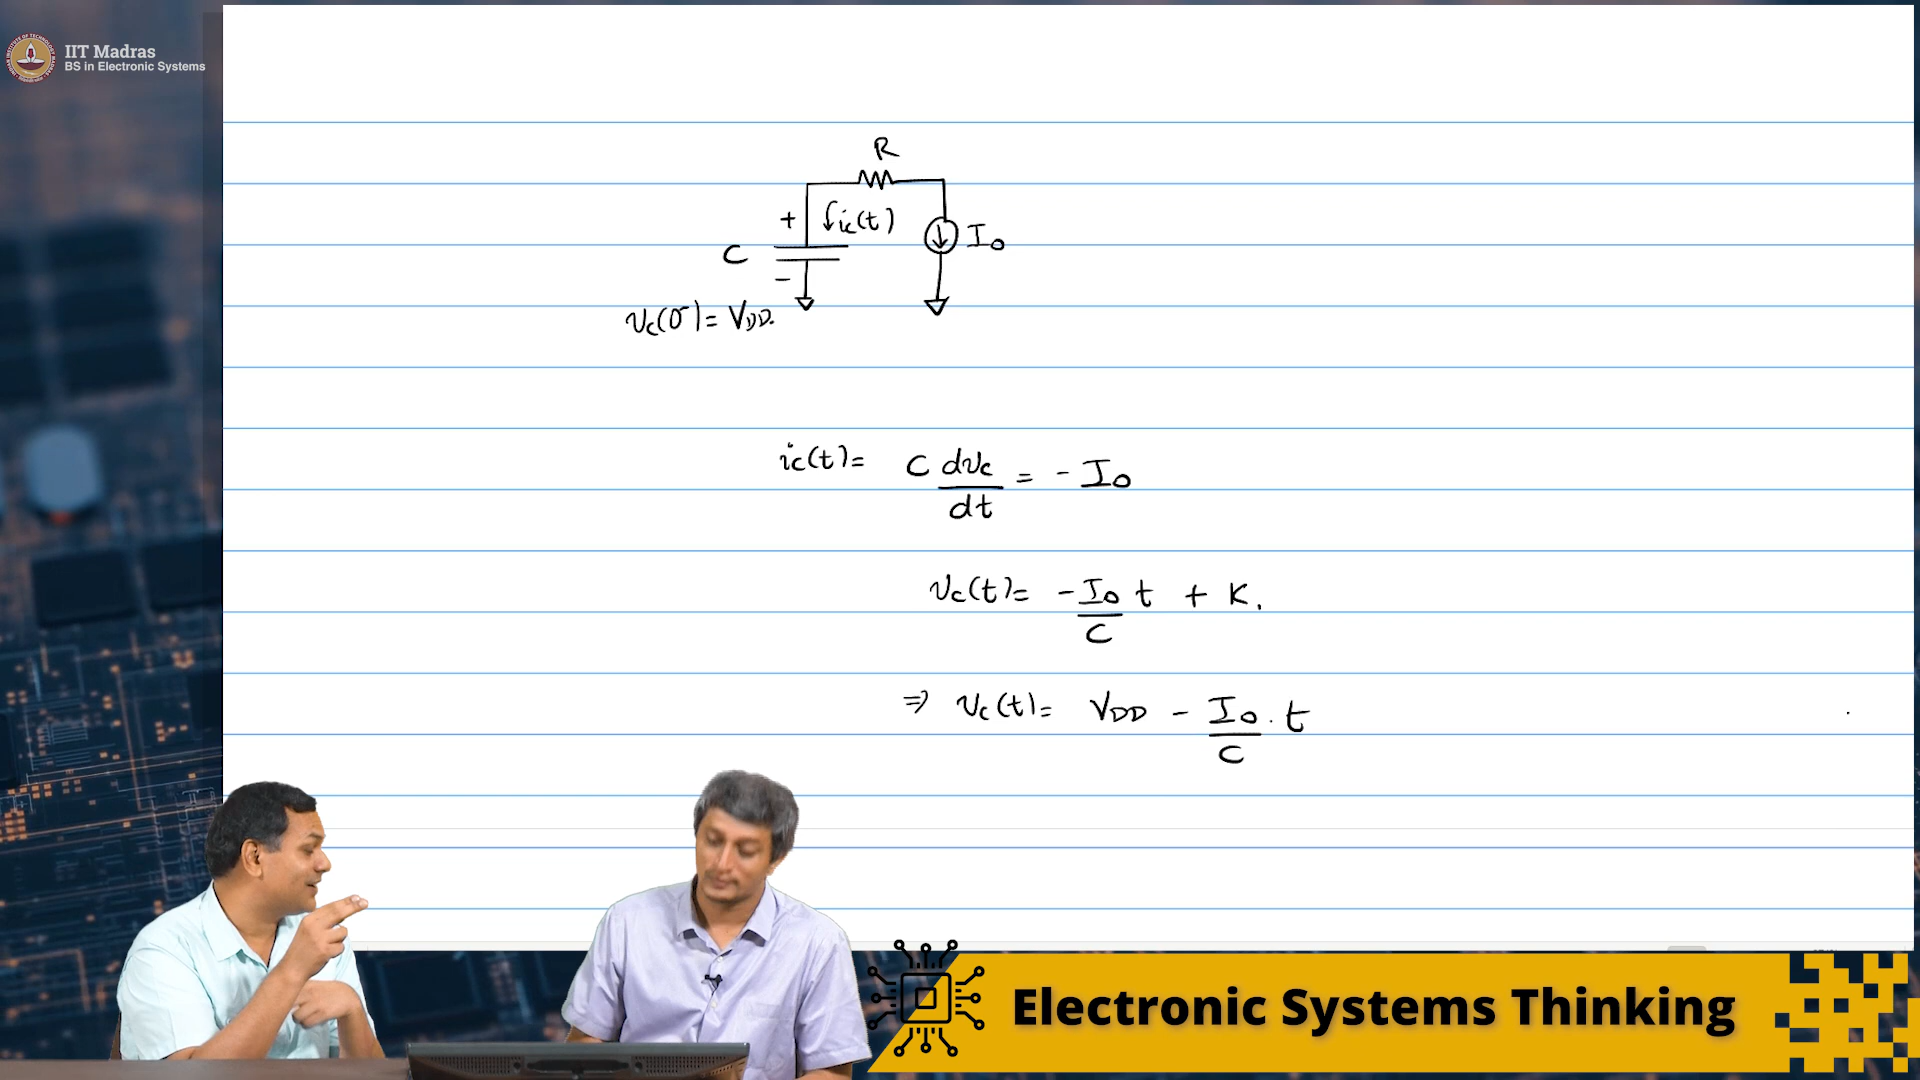 IIT Madras
BS in Electronic Systems
R
+ ic(t)
C
I₀
-
vc(0⁻) = VDD.
ic(t) = C dvc/dt = - I₀
vc(t) = - I₀/C t + K.
⇒ vc(t) = VDD - I₀/C . t
Electronic Systems Thinking